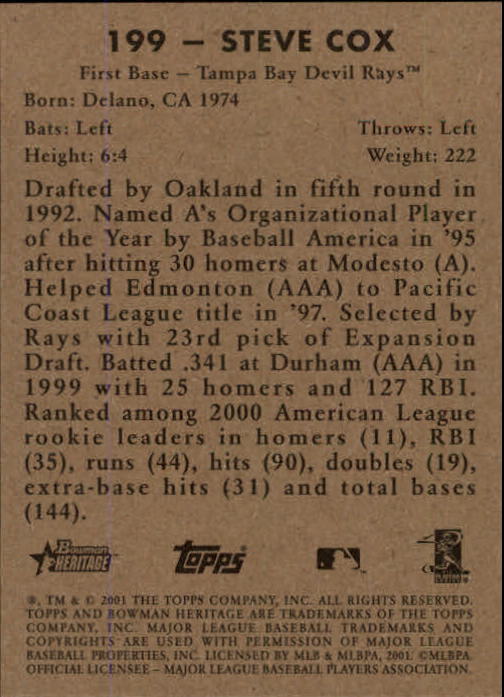 199 – STEVE COX
First Base – Tampa Bay Devil Rays™
Born: Delano, CA 1974
Bats: Left Throws: Left
Height: 6:4 Weight: 222
Drafted by Oakland in fifth round in
1992. Named A's Organizational Player
of the Year by Baseball America in '95
after hitting 30 homers at Modesto (A).
Helped Edmonton (AAA) to Pacific
Coast League title in '97. Selected by
Rays with 23rd pick of Expansion
Draft. Batted .341 at Durham (AAA) in
1999 with 25 homers and 127 RBI.
Ranked among 2000 American League
rookie leaders in homers (11), RBI
(35), runs (44), hits (90), doubles (19),
extra-base hits (31) and total bases
(144).
Bowman HERITAGE topps
®, TM & © 2001 THE TOPPS COMPANY, INC. ALL RIGHTS RESERVED.
TOPPS AND BOWMAN HERITAGE ARE TRADEMARKS OF THE TOPPS
COMPANY, INC. MAJOR LEAGUE BASEBALL TRADEMARKS AND
COPYRIGHTS ARE USED WITH PERMISSION OF MAJOR LEAGUE
BASEBALL PROPERTIES, INC. LICENSED BY MLB & MLBPA, 2001. ©MLBPA.
OFFICIAL LICENSEE – MAJOR LEAGUE BASEBALL PLAYERS ASSOCIATION.